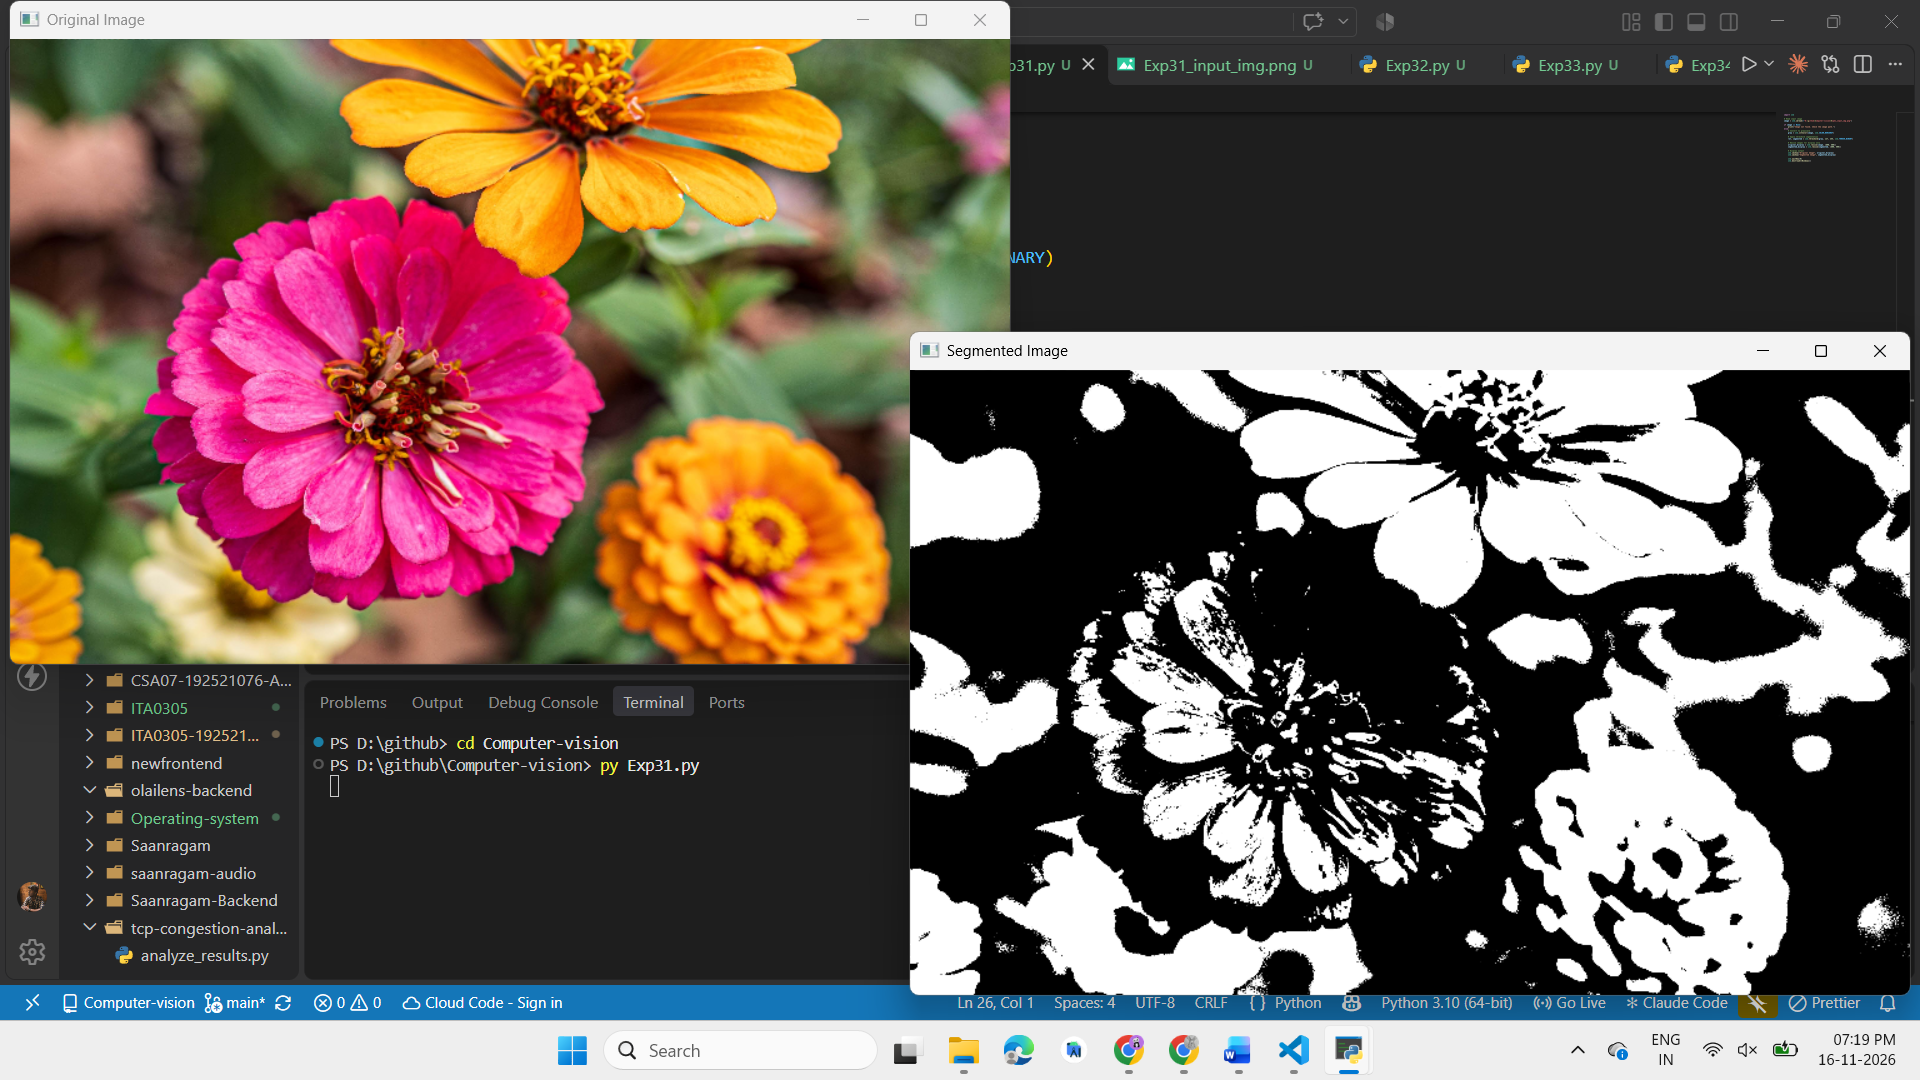 Original Image
p31.py U
Exp31_input_img.png U
Exp32.py U
Exp33.py U
Exp34
NARY)
Segmented Image
CSA07-192521076-A...
ITA0305
ITA0305-192521...
newfrontend
olailens-backend
Operating-system
Saanragam
saanragam-audio
Saanragam-Backend
tcp-congestion-anal...
analyze_results.py
Problems
Output
Debug Console
Terminal
Ports
PS D:\github> cd Computer-vision
PS D:\github\Computer-vision> py Exp31.py
Computer-vision
main*
0
0
Cloud Code - Sign in
Ln 26, Col 1
Spaces: 4
UTF-8
CRLF
{ } Python
Python 3.10 (64-bit)
Go Live
Claude Code
Prettier
Search
ENG
IN
07:19 PM
16-11-2026